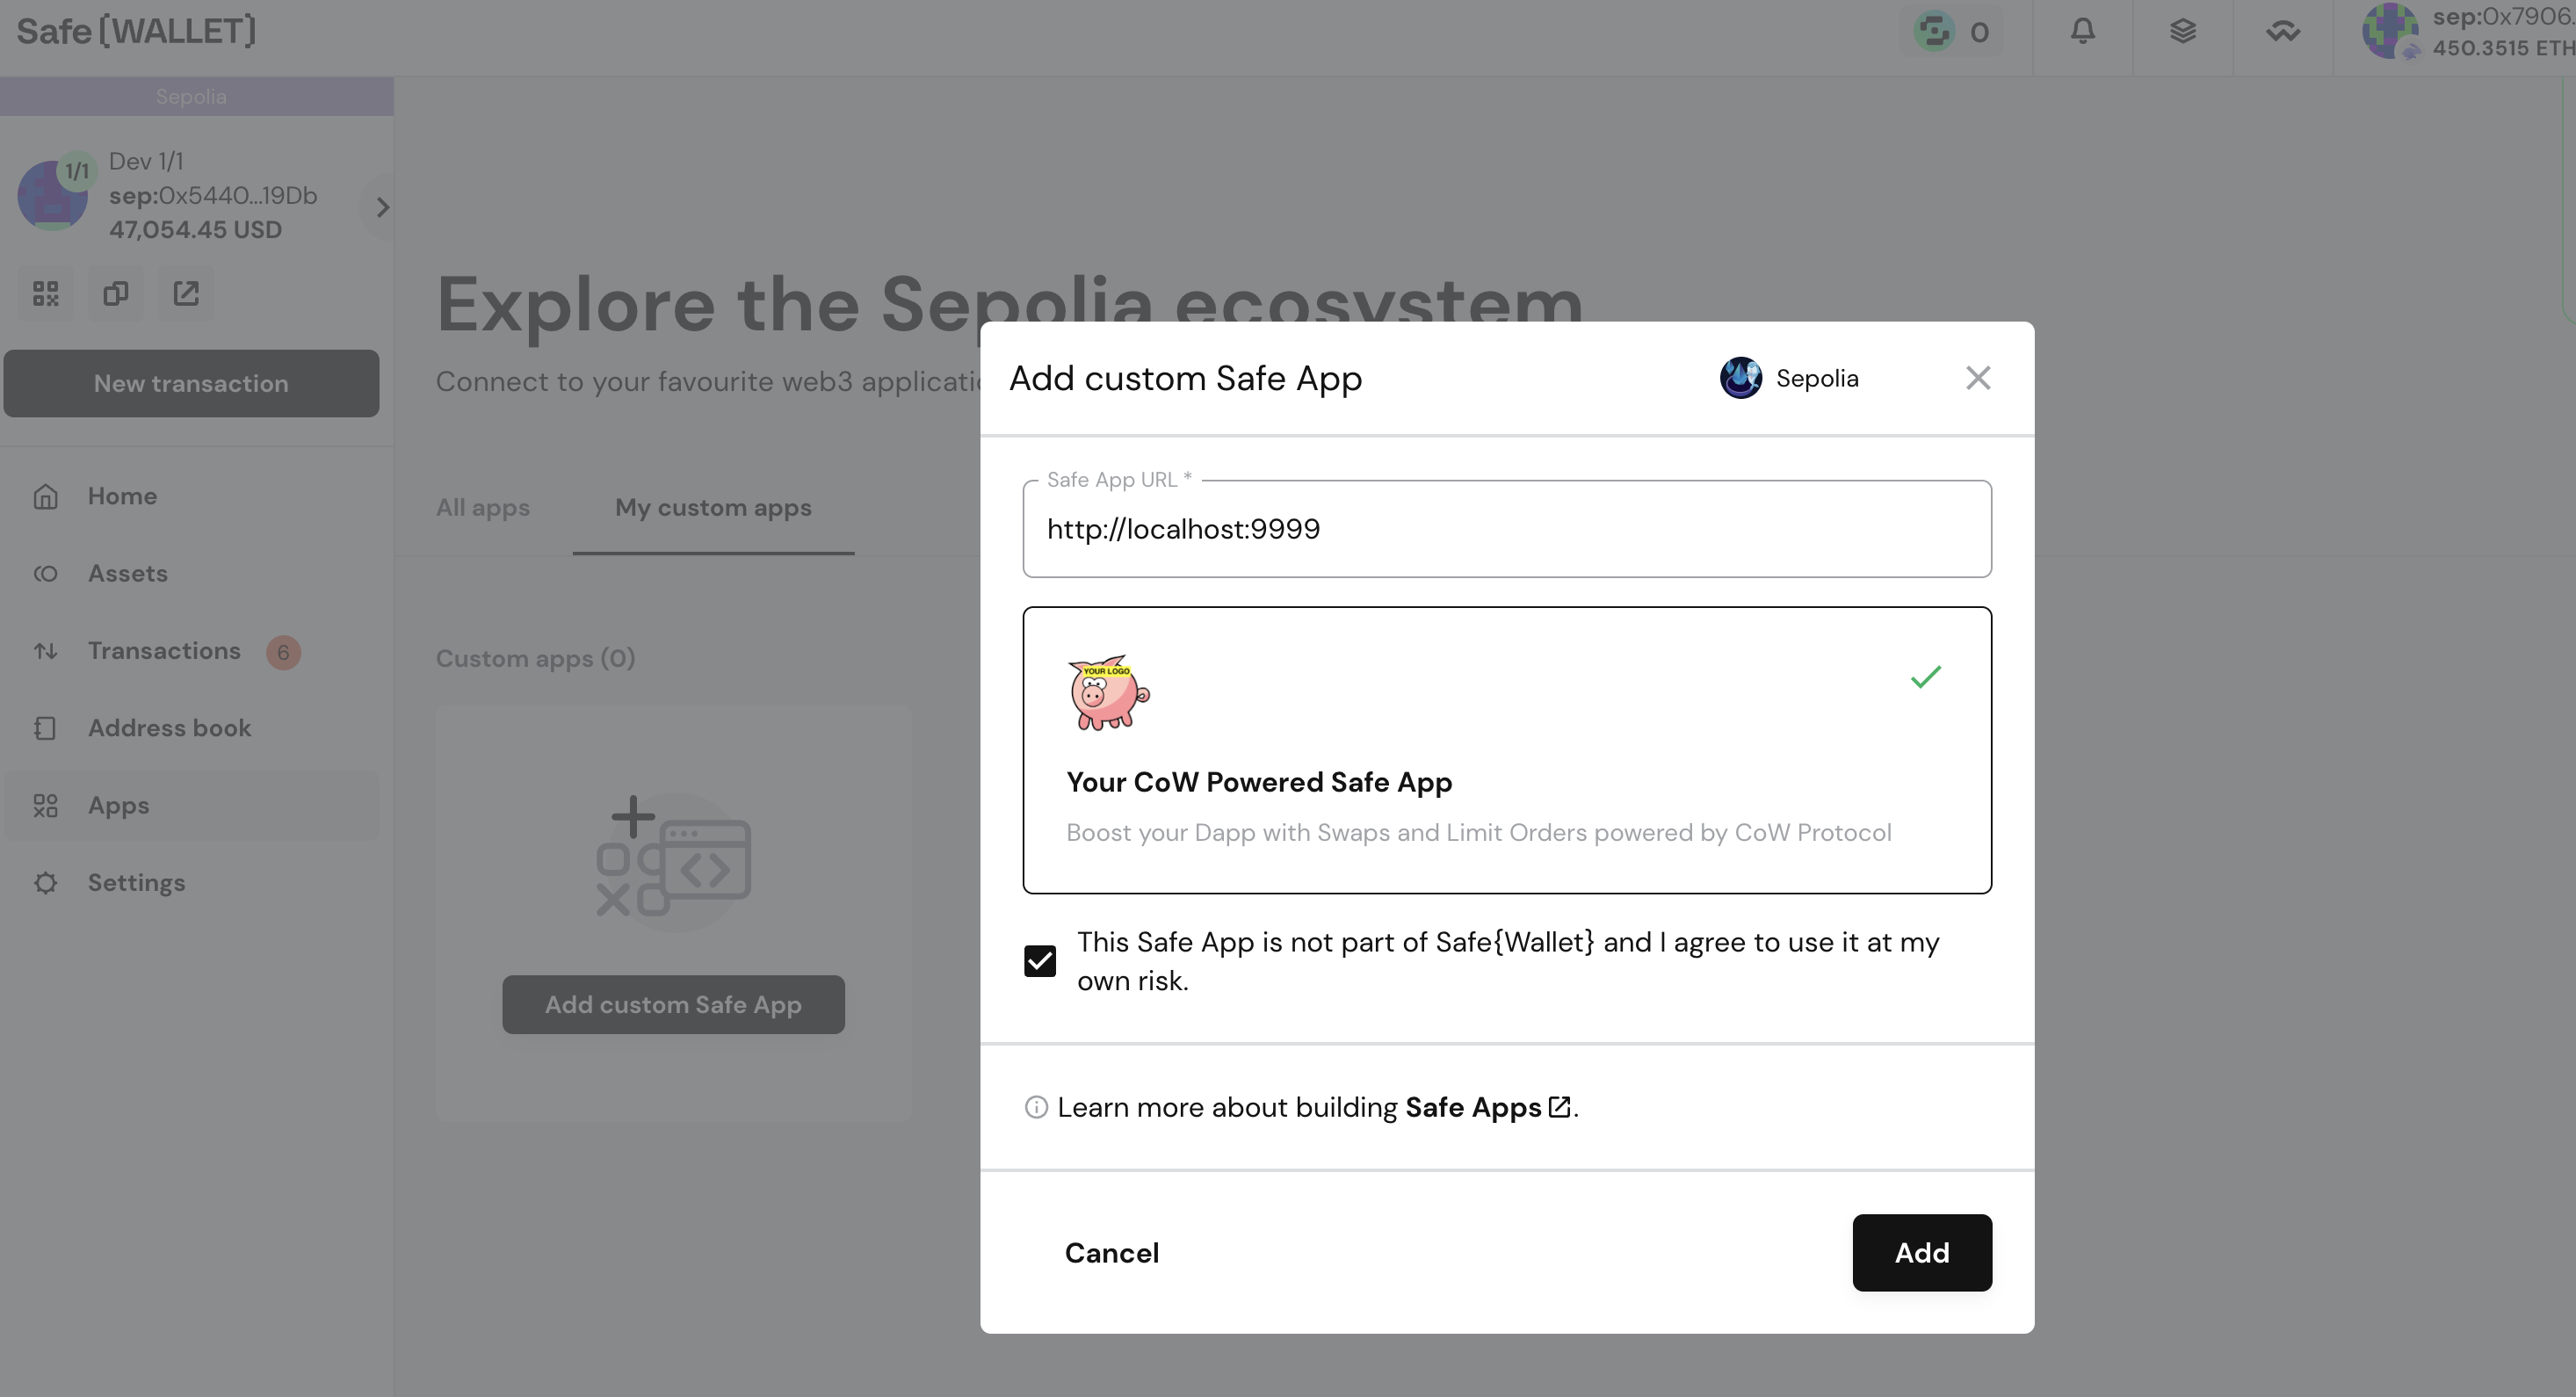 Safe{WALLET}
0
sep:0x7906.
450.3515 ETH
Sepolia
1/1
Dev 1/1
sep:0x5440...19Db
47,054.45 USD
New transaction
Home
Assets
Transactions 6
Address book
Apps
Settings
Explore the Sepolia ecosystem
Connect to your favourite web3
All apps
My custom apps
Custom apps (0)
Add custom Safe App
Add custom Safe App
Sepolia
Safe App URL *
http://localhost:9999
YOUR LOGO
Your CoW Powered Safe App
Boost your Dapp with Swaps and Limit Orders powered by CoW Protocol
This Safe App is not part of Safe{Wallet} and I agree to use it at my
own risk.
Learn more about building Safe Apps.
Cancel
Add